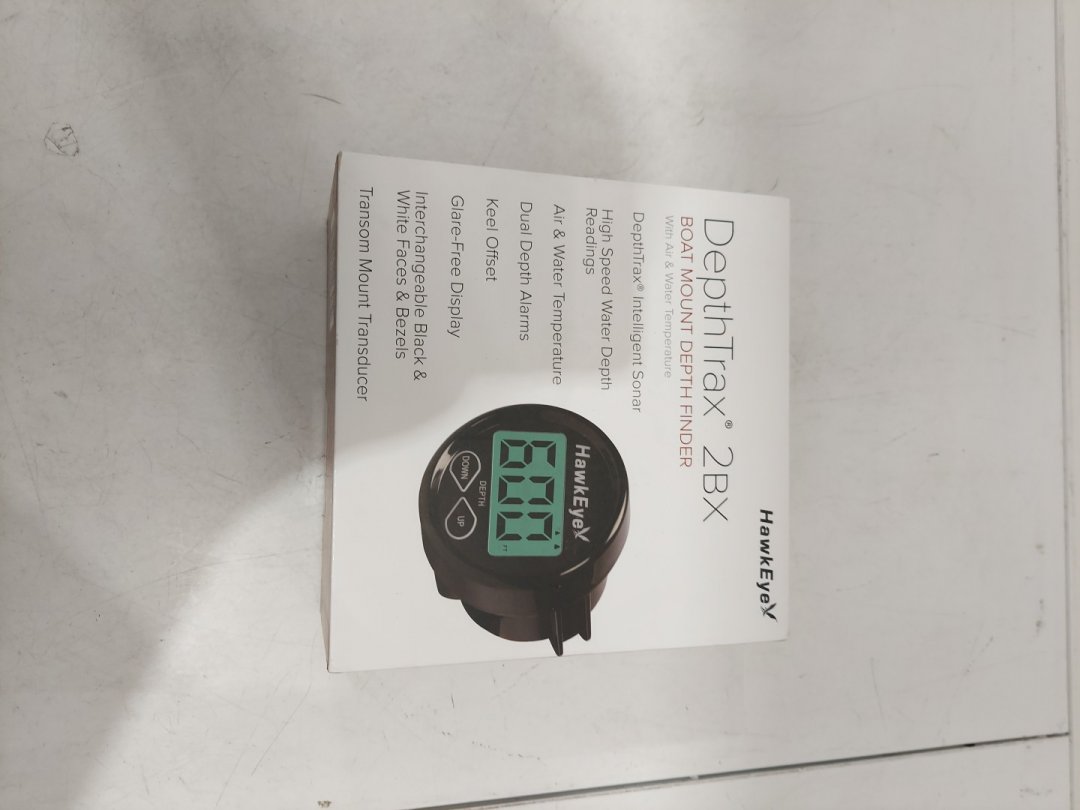 HawkEye
DepthTrax® 2BX
BOAT MOUNT DEPTH FINDER
With Air & Water Temperature
DepthTrax® Intelligent Sonar
High Speed Water Depth
Readings
Air & Water Temperature
Dual Depth Alarms
Keel Offset
Glare-Free Display
Interchangeable Black &
White Faces & Bezels
Transom Mount Transducer
HawkEye
600
FT
DEPTH
DOWN
UP